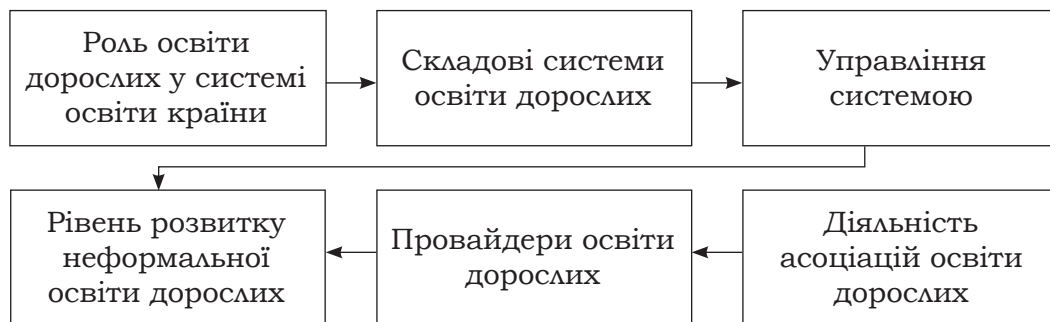 Роль освіти
дорослих у системі
освіти країни
Складові системи
освіти дорослих
Управління
системою
Рівень розвитку
неформальної
освіти дорослих
Провайдери освіти
дорослих
Діяльність
асоціацій освіти
дорослих